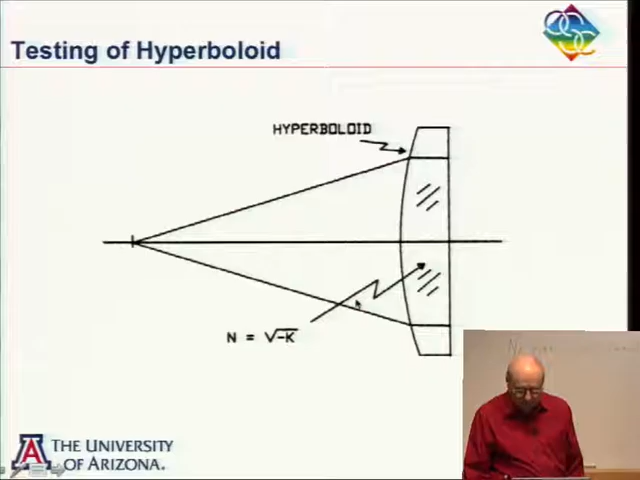 Testing of Hyperboloid
HYPERBOLOID
N = √-K
THE UNIVERSITY
OF ARIZONA.